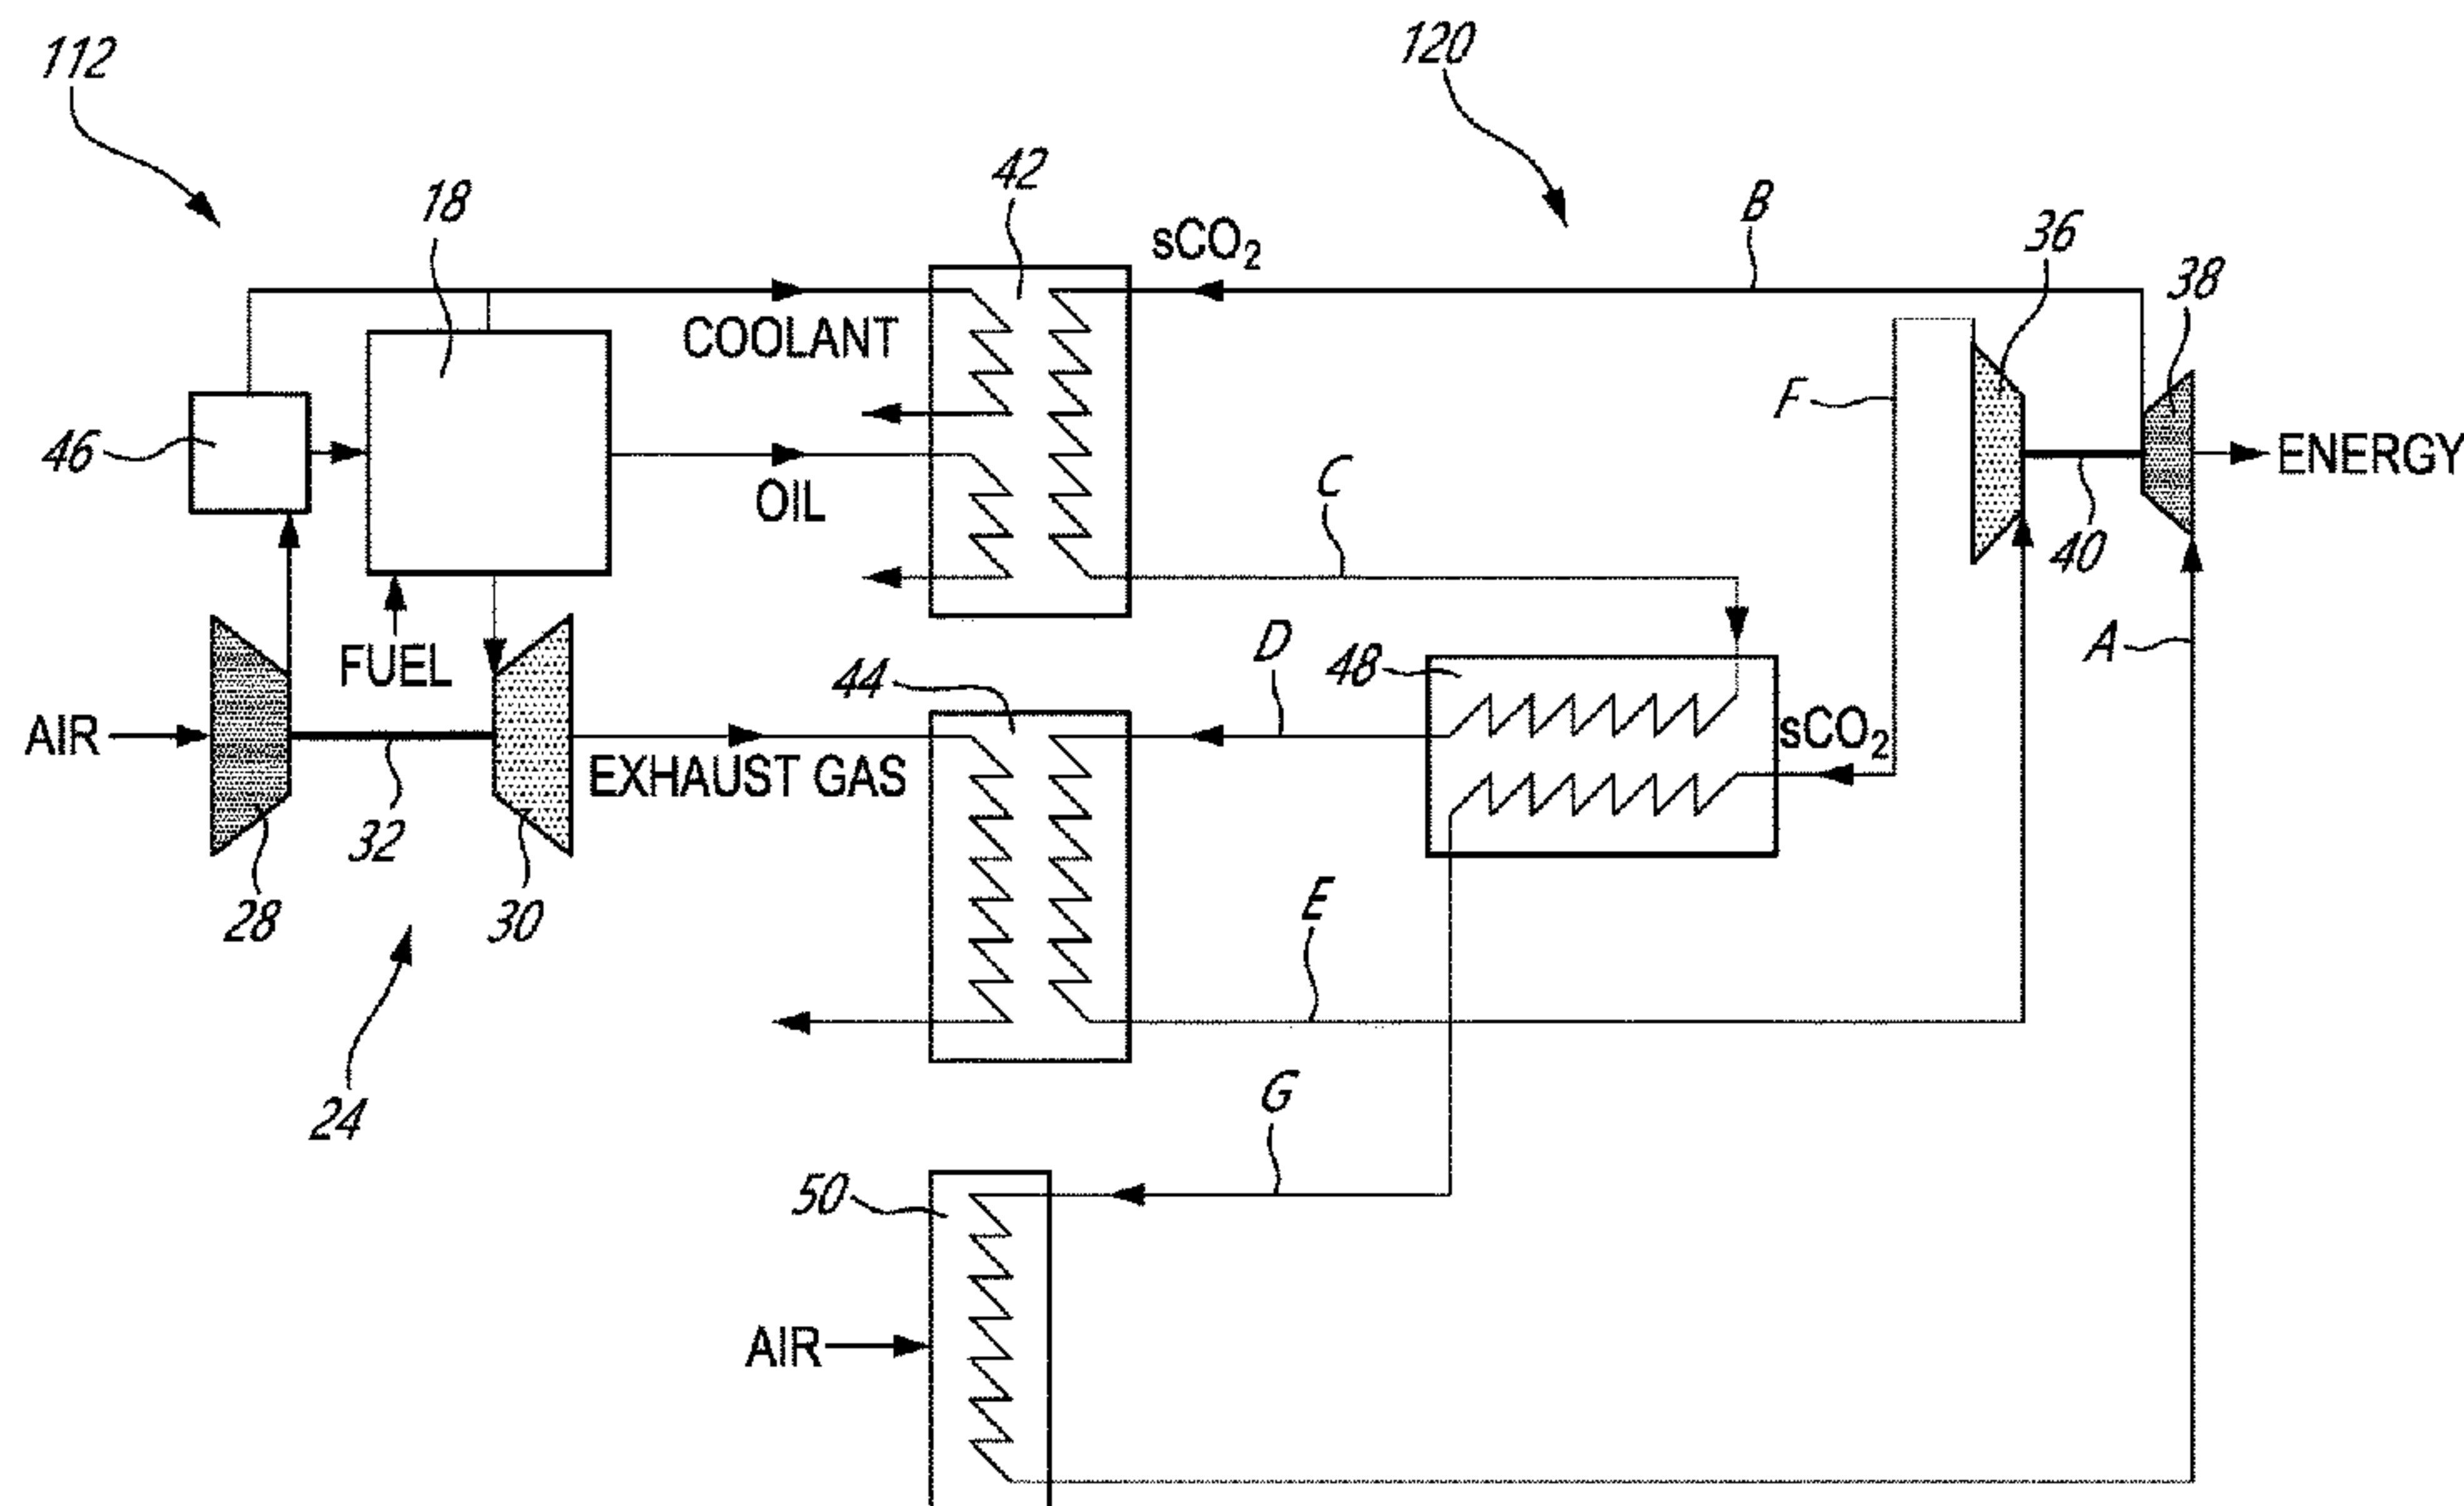 112
120
42
18
sCO2
B
36
38
COOLANT
F
46
C
ENERGY
OIL
40
FUEL
D
48
A
44
AIR
sCO2
EXHAUST GAS
32
28
30
E
24
G
50
AIR